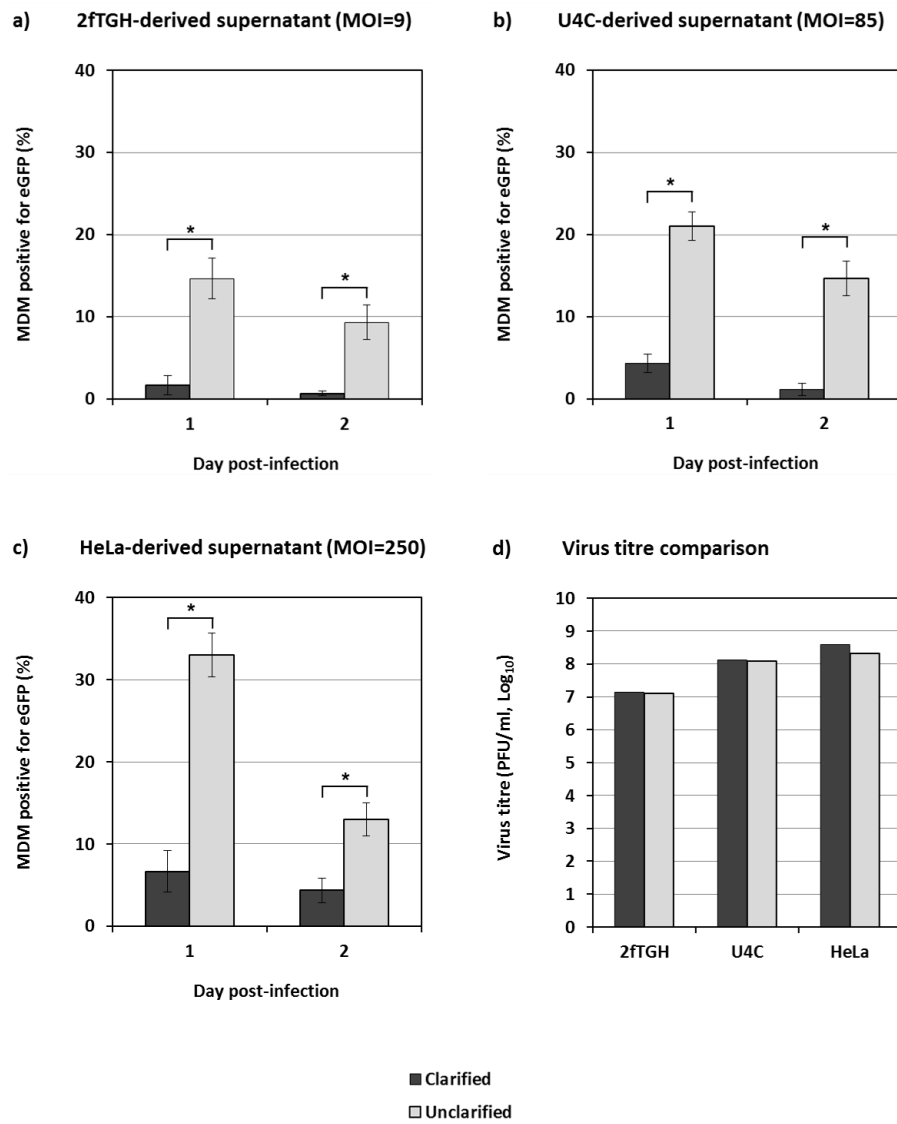 a) 2fTGH-derived supernatant (MOI=9)
MDM positive for eGFP (%)
40
30
20
10
0
*
*
1 2
Day post-infection
b) U4C-derived supernatant (MOI=85)
MDM positive for eGFP (%)
40
30
20
10
0
*
*
1 2
Day post-infection
c) HeLa-derived supernatant (MOI=250)
MDM positive for eGFP (%)
40
30
20
10
0
*
*
1 2
Day post-infection
d) Virus titre comparison
Virus titre (PFU/ml, Log₁₀)
10
9
8
7
6
5
4
3
2
1
0
2fTGH U4C HeLa
Clarified
Unclarified